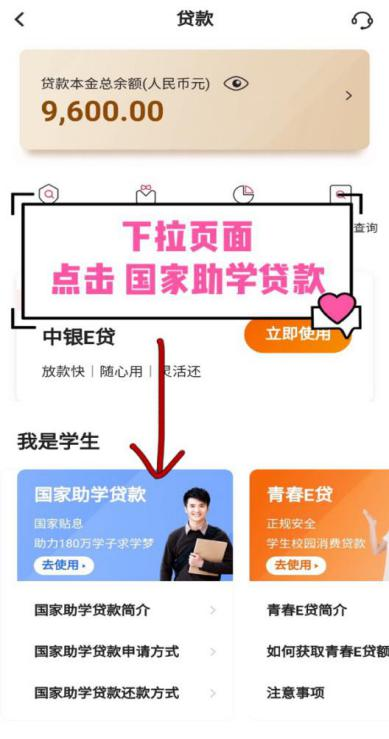 贷款
贷款本金总余额(人民币元)
9,600.00
查询
下拉页面
点击 国家助学贷款
中银E贷
立即使用
放款快 | 随心用 | 灵活还
我是学生
国家助学贷款
国家贴息
助力180万学子求学梦
去使用
国家助学贷款简介
国家助学贷款申请方式
国家助学贷款还款方式
青春E贷
正规安全
学生校园消费贷款
去使用
青春E贷简介
如何获取青春E贷额
注意事项